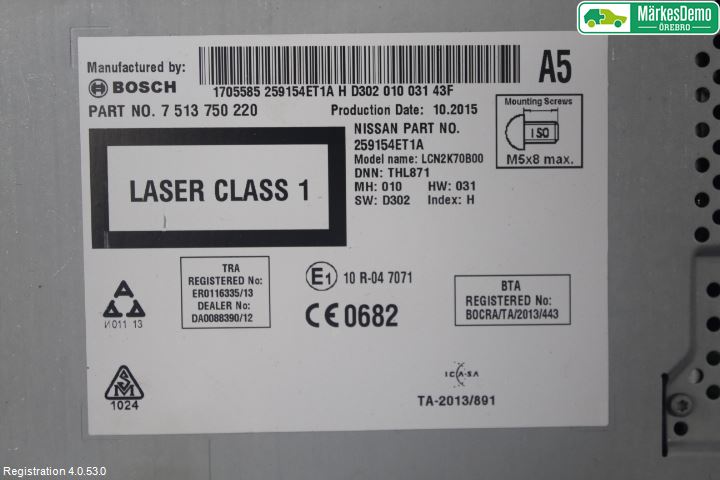 MärkesDemo
ÖREBRO
Manufactured by:
BOSCH
1705585 259154ET1A H D302 010 031 43F
A5
PART NO. 7 513 750 220
Production Date: 10.2015
NISSAN PART NO.
259154ET1A
Model name: LCN2K70B00
DNN: THL871
MH: 010 HW: 031
SW: D302 Index: H
Mounting Screws
ISO
M5x8 max.
LASER CLASS 1
TRA
REGISTERED No:
ER0116335/13
DEALER No:
DA0088390/12
E1 10 R-04 7071
CE 0682
BTA
REGISTERED No:
BOCRA/TA/2013/443
И011 13
SM
1024
ICASA
TA-2013/891
Registration 4.0.53.0